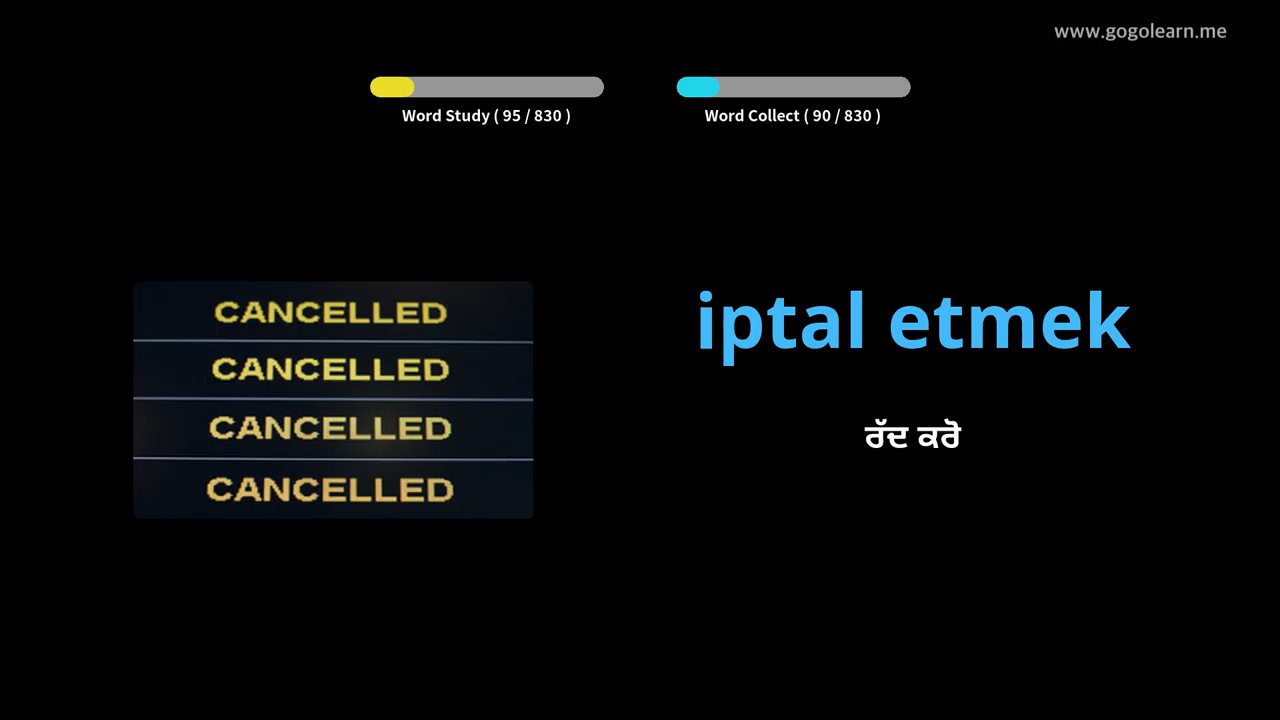 www.gogolearn.me
Word Study ( 95 / 830 )
Word Collect ( 90 / 830 )
CANCELLED
CANCELLED
CANCELLED
CANCELLED
iptal etmek
ਰੱਦ ਕਰੋ